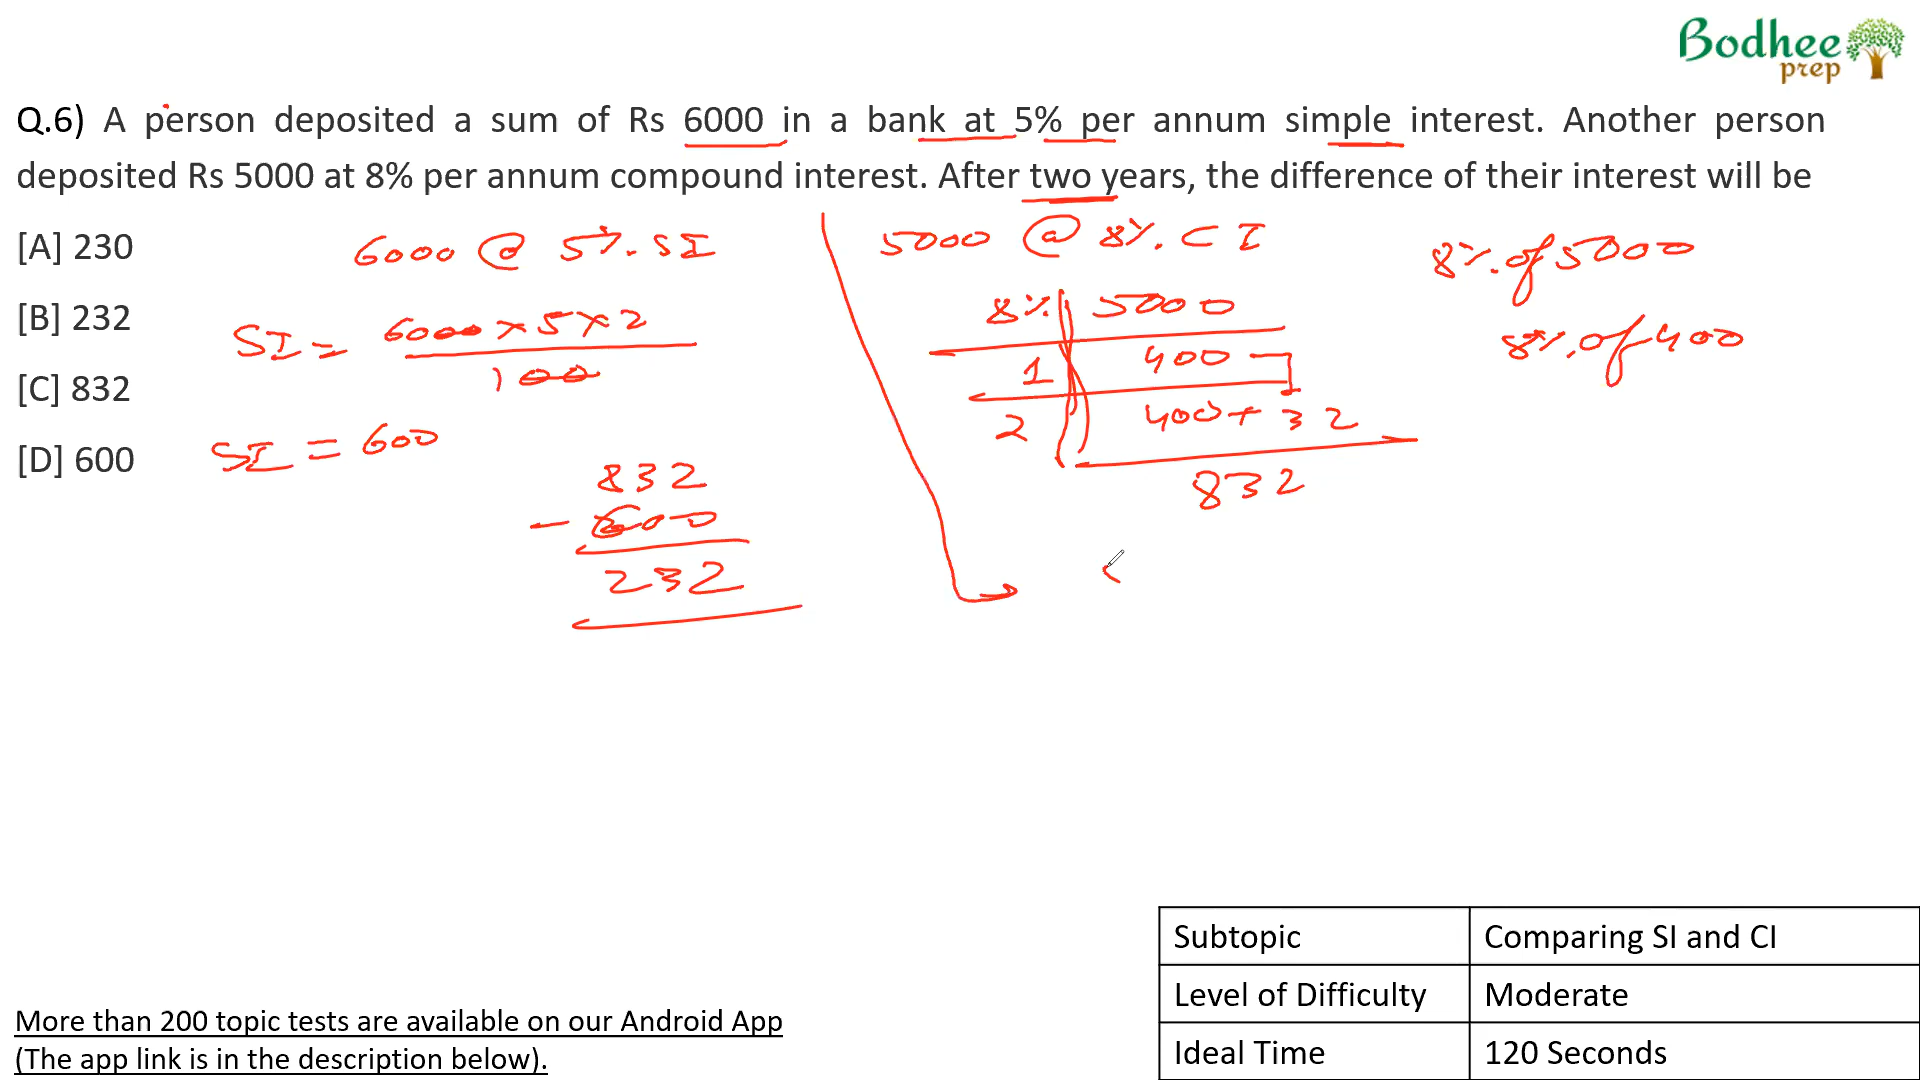 Bodhee
prep
Q.6) A person deposited a sum of Rs 6000 in a bank at 5% per annum simple interest. Another person
deposited Rs 5000 at 8% per annum compound interest. After two years, the difference of their interest will be
[A] 230
[B] 232
[C] 832
[D] 600
6000 @ 5%. SI
SI = 6000 × 5 × 2
100
SI = 600
832
- 600
232
5000 @ 8%. CI
8% 5000
1 400
2 400 + 32
832
8%. of 5000
8%. of 400
Subtopic Comparing SI and CI
Level of Difficulty Moderate
Ideal Time 120 Seconds
More than 200 topic tests are available on our Android App
(The app link is in the description below).